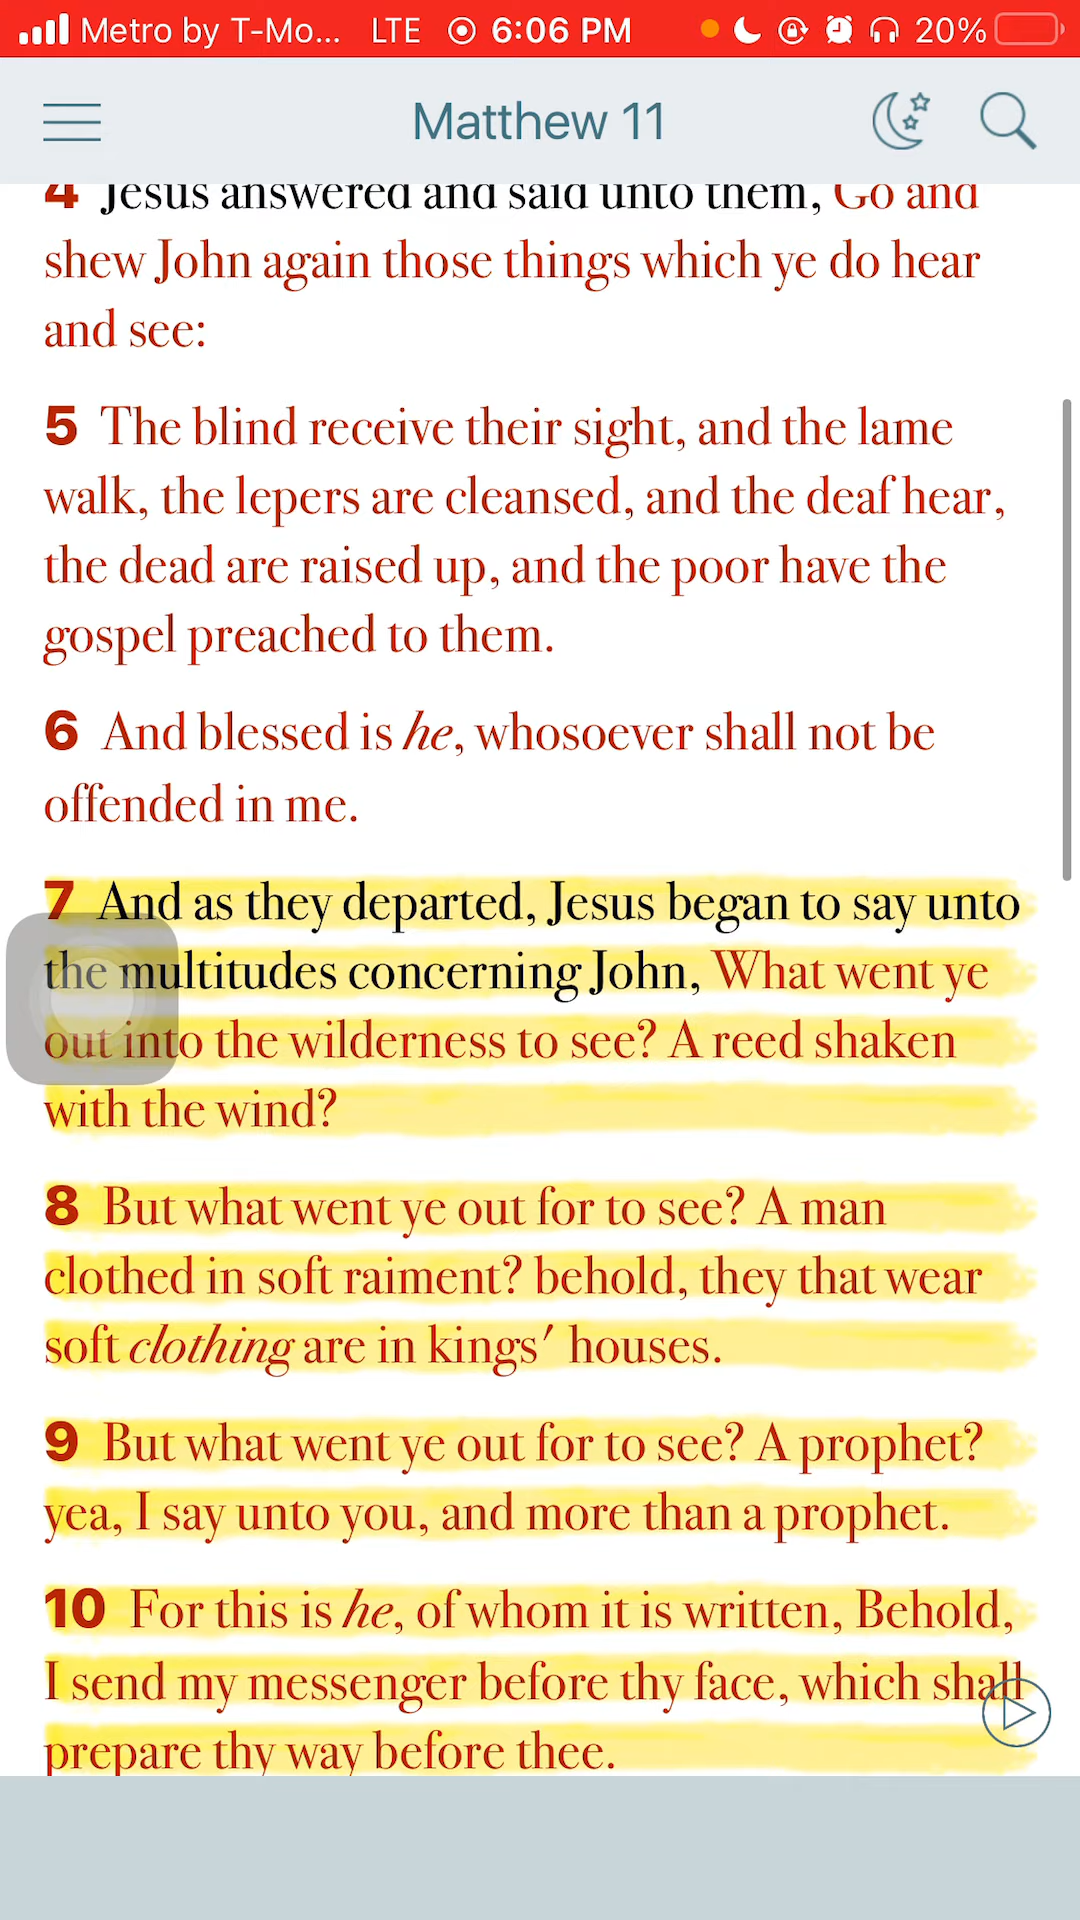 Metro by T-Mo... LTE 6:06 PM 20%
Matthew 11
4 Jesus answered and said unto them, Go and
shew John again those things which ye do hear
and see:
5 The blind receive their sight, and the lame
walk, the lepers are cleansed, and the deaf hear,
the dead are raised up, and the poor have the
gospel preached to them.
6 And blessed is he, whosoever shall not be
offended in me.
7 And as they departed, Jesus began to say unto
the multitudes concerning John, What went ye
out into the wilderness to see? A reed shaken
with the wind?
8 But what went ye out for to see? A man
clothed in soft raiment? behold, they that wear
soft clothing are in kings' houses.
9 But what went ye out for to see? A prophet?
yea, I say unto you, and more than a prophet.
10 For this is he, of whom it is written, Behold,
I send my messenger before thy face, which shall
prepare thy way before thee.